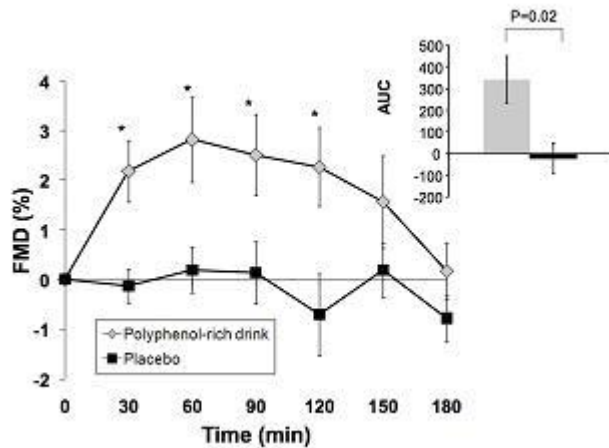 P=0.02
500
400
300
200
100
0
-100
-200
AUC
4
3
2
1
0
-1
-2
FMD (%)
* * * *
Polyphenol-rich drink
Placebo
0 30 60 90 120 150 180
Time (min)